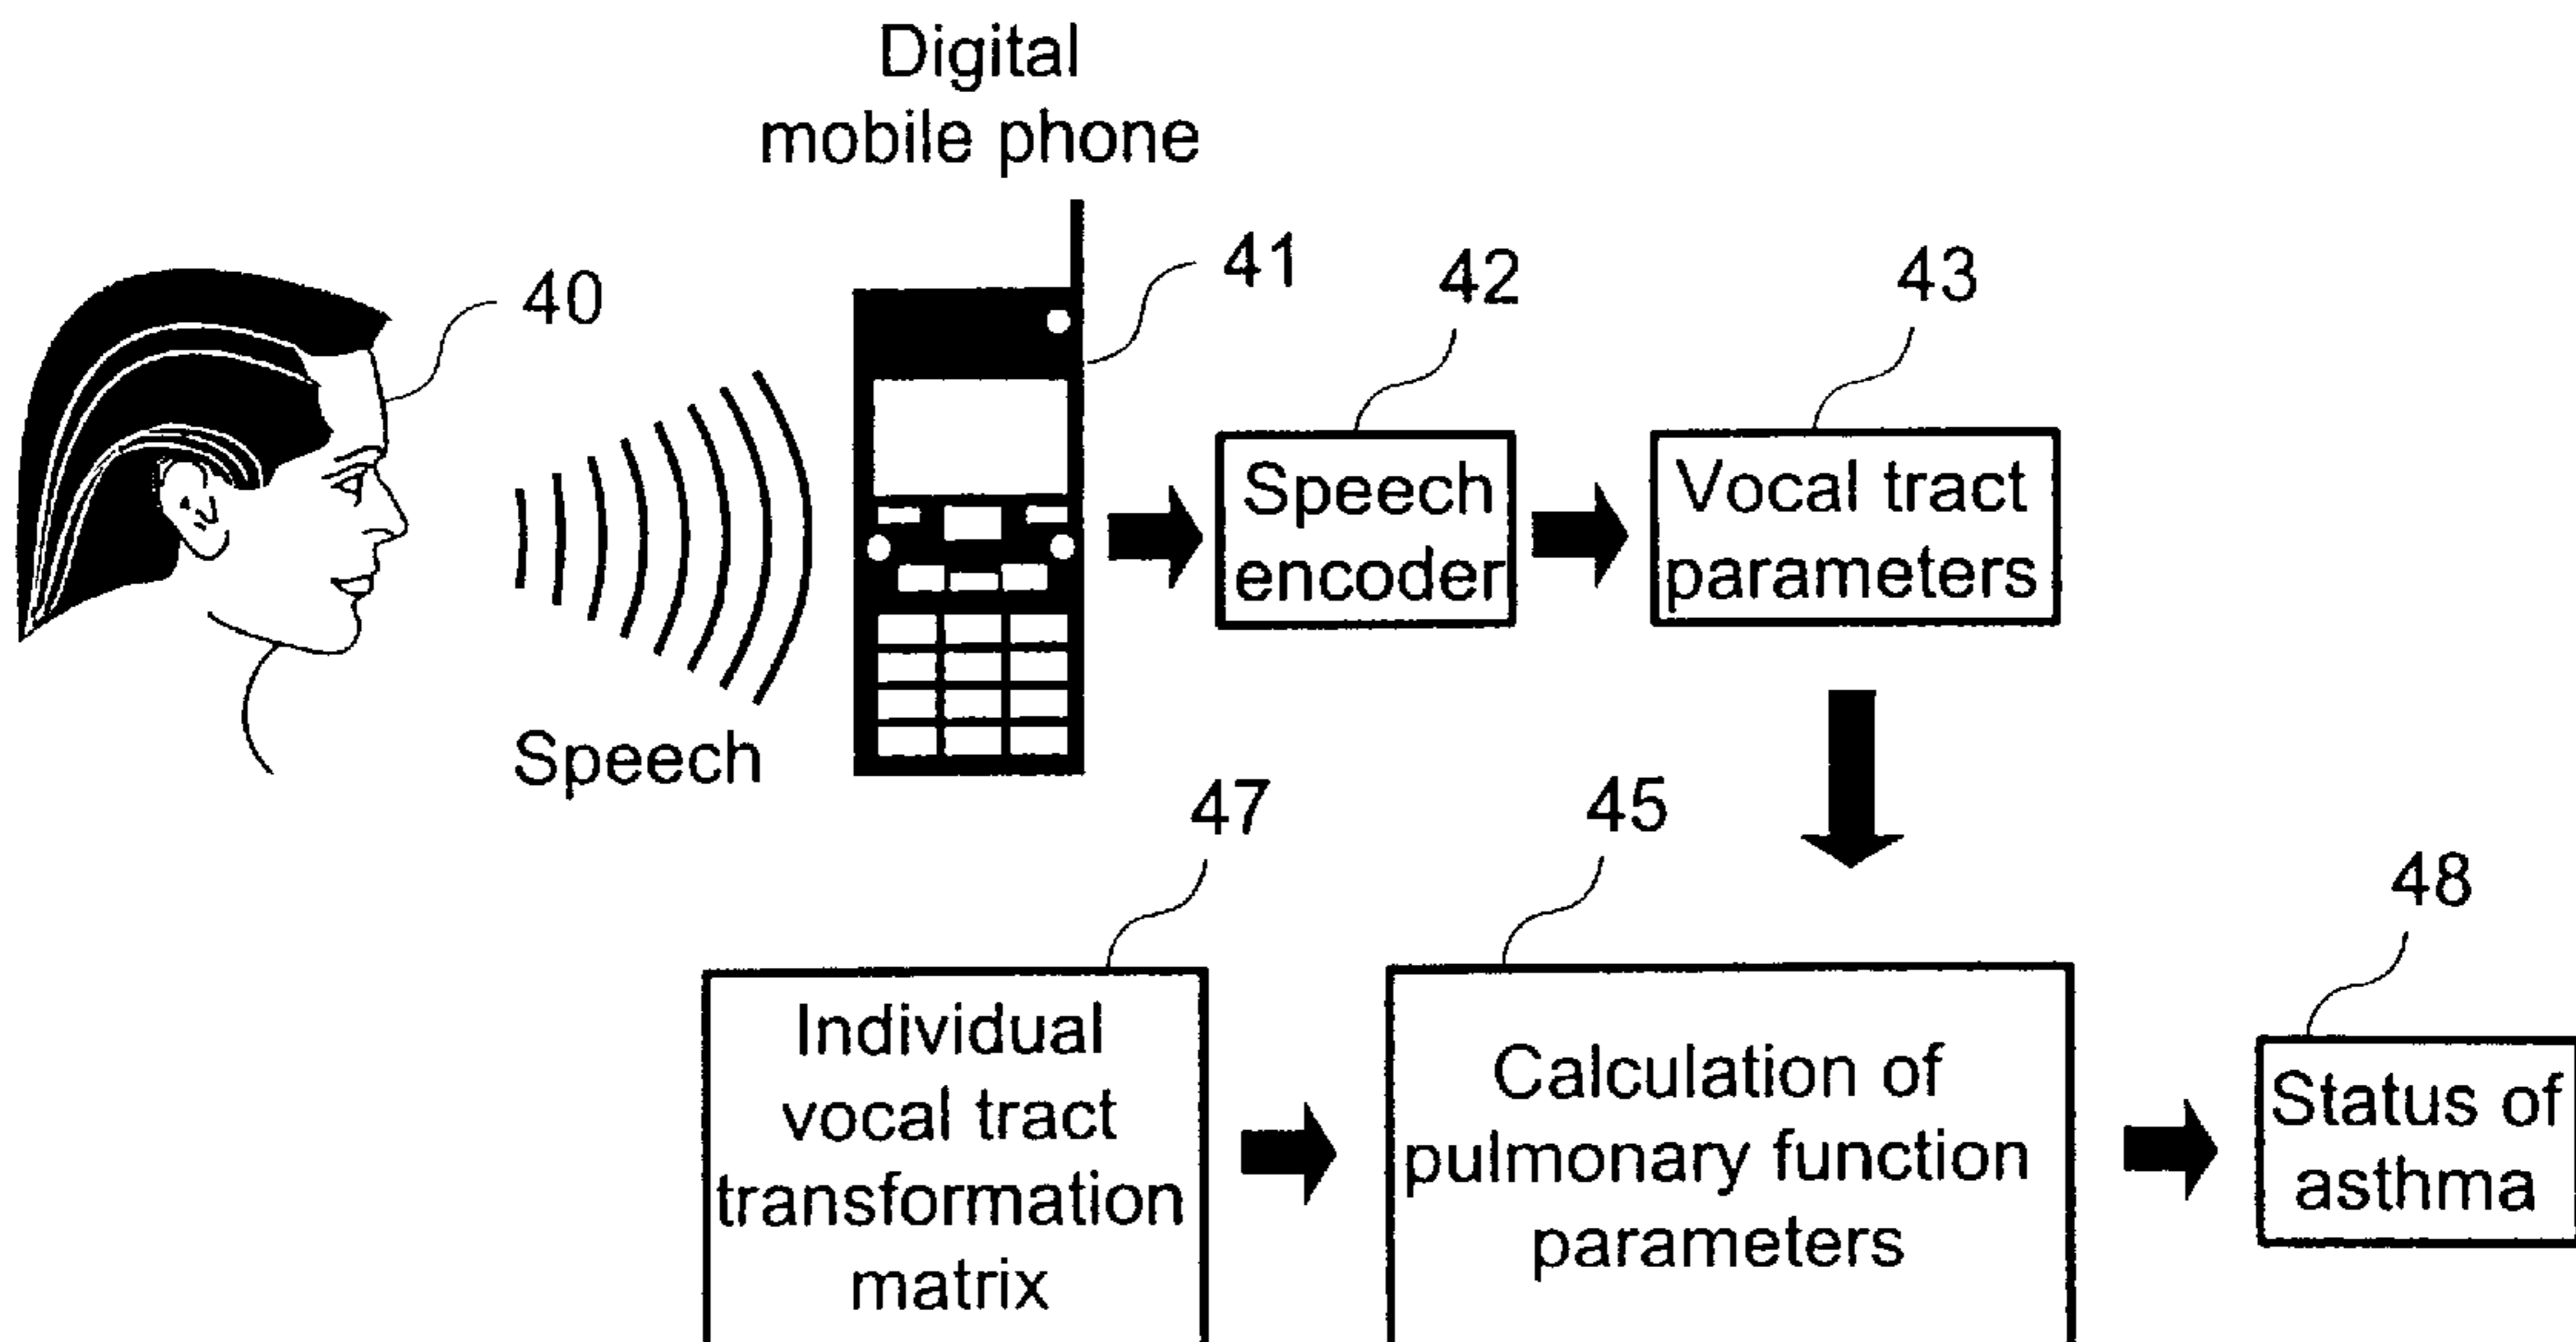 Digital
mobile phone
40
41
42
43
Speech
encoder
Vocal tract
parameters
Speech
47
45
48
Individual
vocal tract
transformation
matrix
Calculation of
pulmonary function
parameters
Status of
asthma